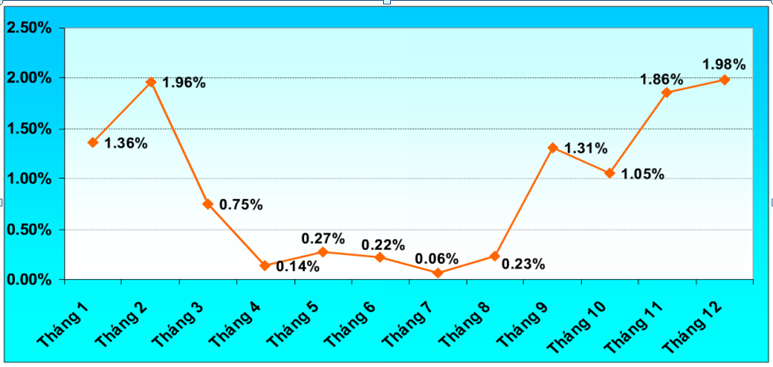 2.50%
2.00%
1.50%
1.00%
0.50%
0.00%
1.36%
1.96%
0.75%
0.14%
0.27%
0.22%
0.06%
0.23%
1.31%
1.05%
1.86%
1.98%
Tháng 1
Tháng 2
Tháng 3
Tháng 4
Tháng 5
Tháng 6
Tháng 7
Tháng 8
Tháng 9
Tháng 10
Tháng 11
Tháng 12